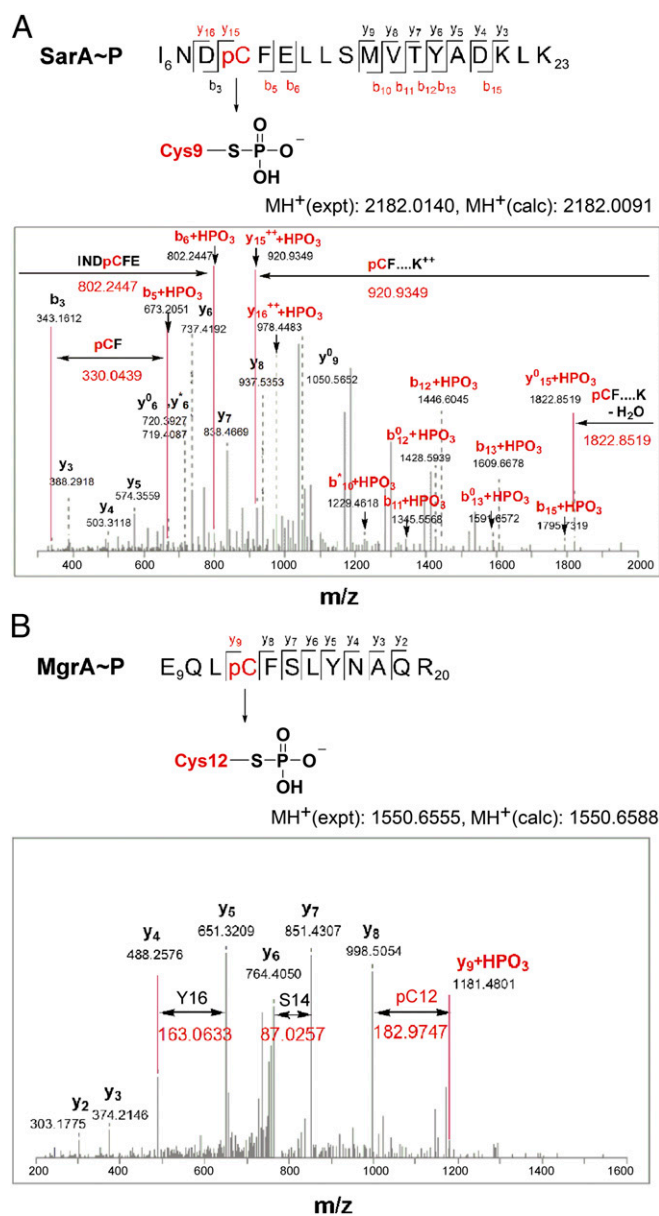 A
y16 y15 y9 y8 y7 y6 y5 y4 y3
SarA~P I6 N D pC F E L L S M V T Y A D K L K23
b3 b5 b6 b10 b11 b12 b13 b15
O
Cys9 S P O−
OH
MH+(expt): 2182.0140, MH+(calc): 2182.0091
b6+HPO3 y15++ +HPO3
INDpCFE 802.2447 920.9349 pCF....K++
802.2447 920.9349
b3 b5+HPO3 y6 y16++ +HPO3
343.1612 673.2051 737.4192 978.4483
pCF y8 y09 b12+HPO3 y015+HPO3 pCF....K
330.0439 937.5353 1050.5652 1446.6045 1822.8519 - H2O
y06, y*6 y7 b012+HPO3 b13+HPO3 1822.8519
720.3927 838.4669 1428.5939 1609.6678
719.4087
y3 y5 b*10+HPO3 b013+HPO3 b15+HPO3
388.2918 y4 574.3559 1229.4618 b11+HPO3 1591.6572 1795.7319
503.3118 1345.5568
400 600 800 1000 1200 1400 1600 1800 2000
m/z
B
y9 y8 y7 y6 y5 y4 y3 y2
MgrA~P E9 Q L pC F S L Y N A Q R20
O
Cys12 S P O−
OH
MH+(expt): 1550.6555, MH+(calc): 1550.6588
y5 y7
y4 651.3209 851.4307 y8
488.2576 y6 998.5054 y9+HPO3
764.4050 1181.4801
Y16 S14 pC12
163.0633 87.0257 182.9747
y2 y3
303.1775 374.2146
200 400 600 800 1000 1200 1400 1600
m/z